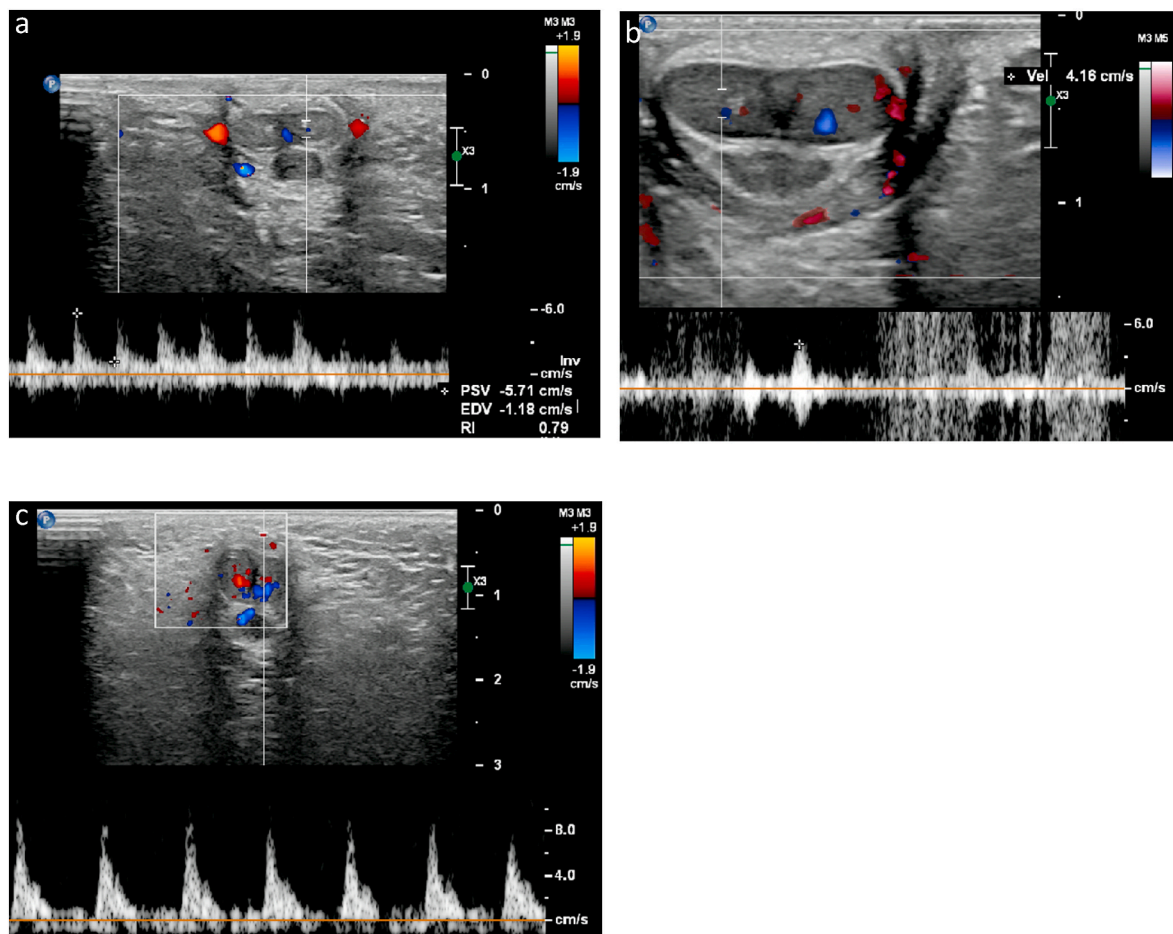 a
M3 M3
+1.9
P
0
X3
1
-1.9
cm/s
-6.0
Inv
cm/s
PSV -5.71 cm/s
EDV -1.18 cm/s
RI 0.79
b
P
0
M3 M5
Vel 4.16 cm/s
X3
1
6.0
cm/s
c
P
0
M3 M3
+1.9
X3
1
-1.9
cm/s
2
3
8.0
4.0
cm/s